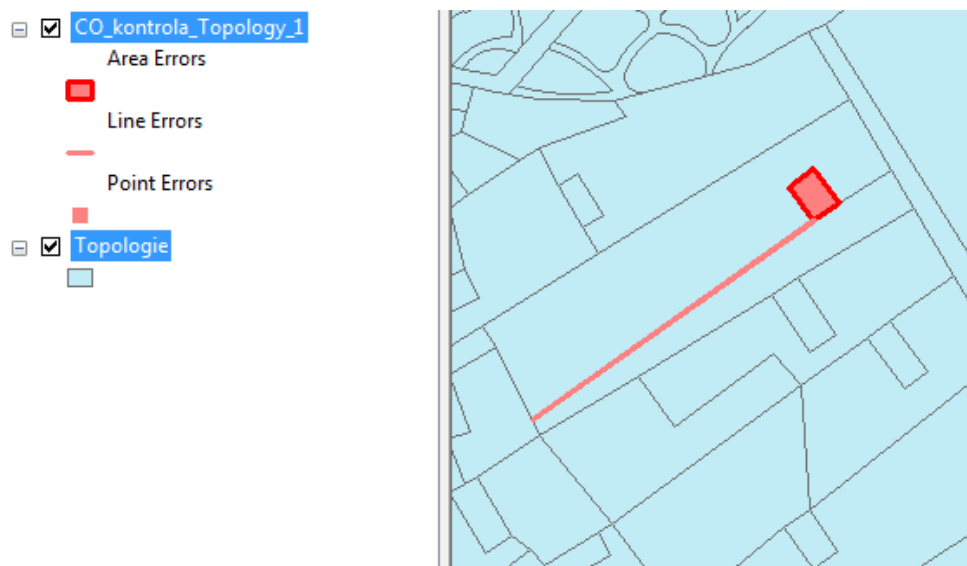 CO_kontrola_Topology_1
Area Errors
Line Errors
Point Errors
Topologie